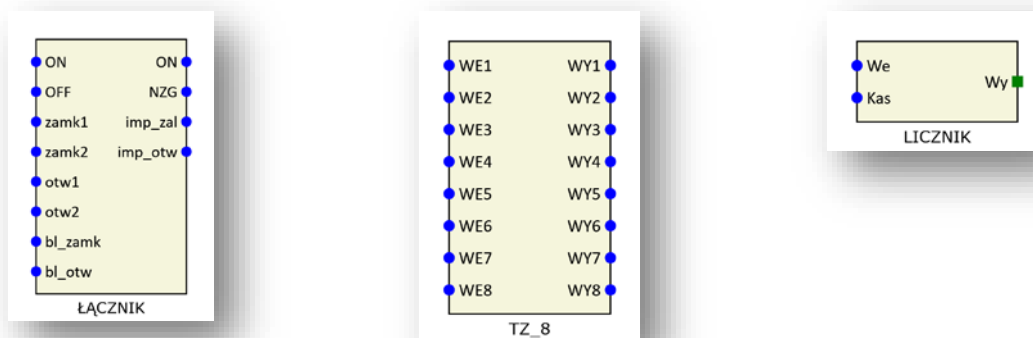 ON ON
OFF NZG
zamk1 imp_zal
zamk2 imp_otw
otw1
otw2
bl_zamk
bl_otw
ŁĄCZNIK
WE1 WY1
WE2 WY2
WE3 WY3
WE4 WY4
WE5 WY5
WE6 WY6
WE7 WY7
WE8 WY8
TZ_8
We Wy
Kas
LICZNIK